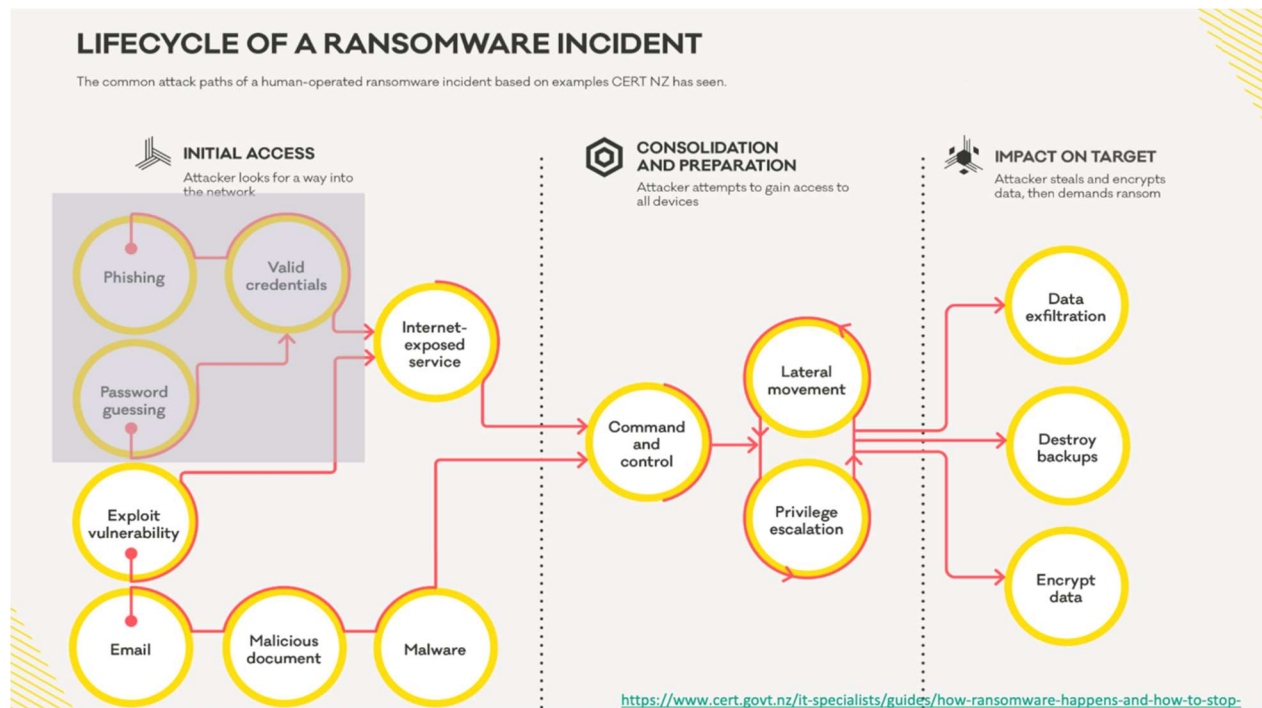 LIFECYCLE OF A RANSOMWARE INCIDENT
The common attack paths of a human-operated ransomware incident based on examples CERT NZ has seen.
INITIAL ACCESS
Attacker looks for a way into
the network
Phishing
Valid
credentials
Password
guessing
Internet-
exposed
service
Exploit
vulnerability
Email
Malicious
document
Malware
CONSOLIDATION
AND PREPARATION
Attacker attempts to gain access to
all devices
Command
and
control
Lateral
movement
Privilege
escalation
IMPACT ON TARGET
Attacker steals and encrypts
data, then demands ransom
Data
exfiltration
Destroy
backups
Encrypt
data
https://www.cert.govt.nz/it-specialists/guides/how-ransomware-happens-and-how-to-stop-